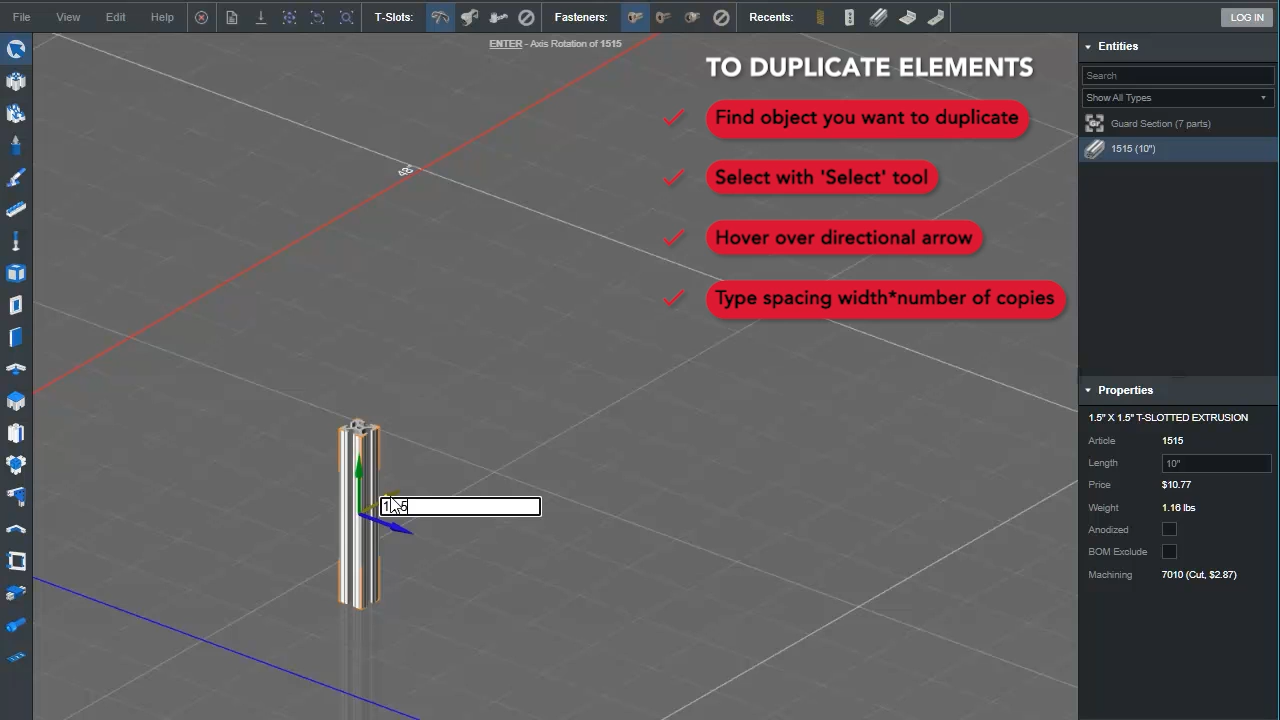 File View Edit Help T-Slots: Fasteners: Recents: LOG IN
ENTER - Axis Rotation of 1515
TO DUPLICATE ELEMENTS
Find object you want to duplicate
Select with 'Select' tool
Hover over directional arrow
Type spacing width*number of copies
48"
Entities
Search
Show All Types
Guard Section (7 parts)
1515 (10")
Properties
1.5" X 1.5" T-SLOTTED EXTRUSION
Article 1515
Length 10"
Price $10.77
Weight 1.16 lbs
Anodized
BOM Exclude
Machining 7010 (Cut, $2.87)